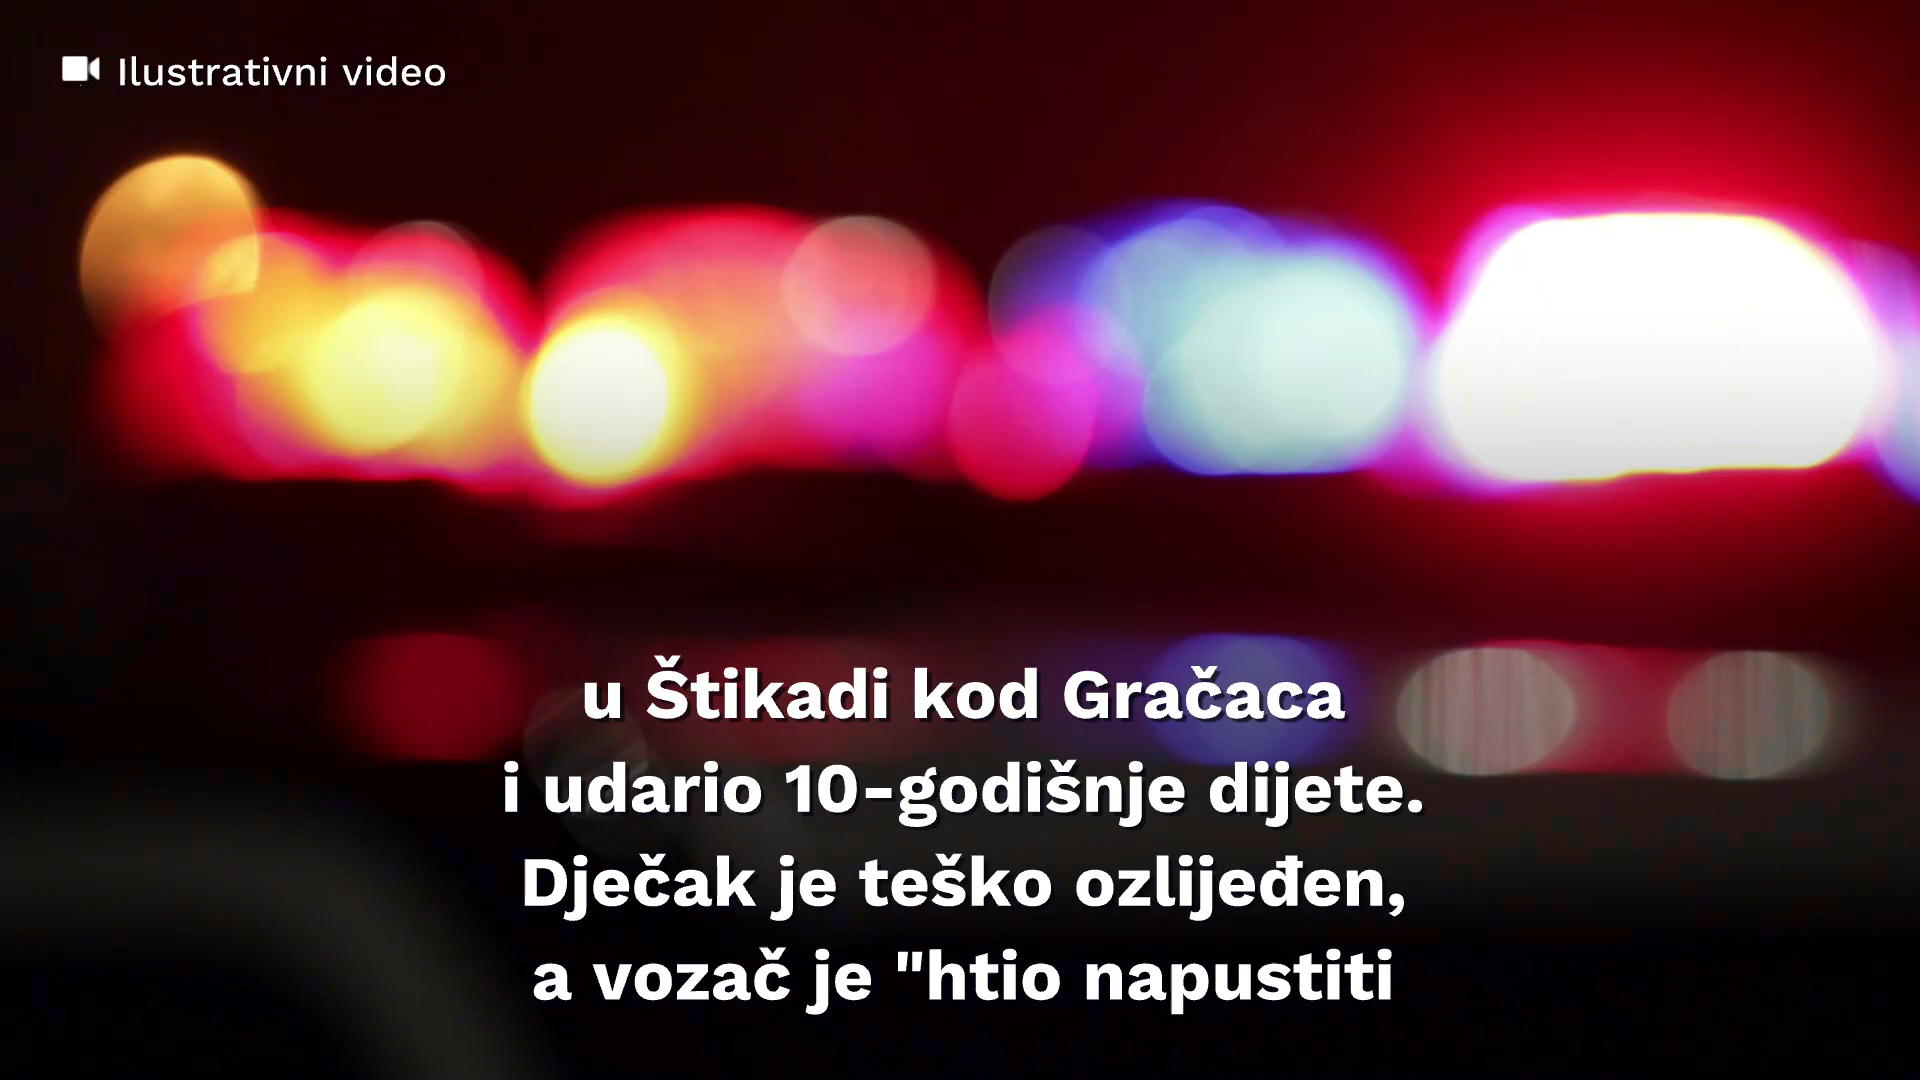 Ilustrativni video
u Štikadi kod Gračaca
i udario 10-godišnje dijete.
Dječak je teško ozlijeđen,
a vozač je "htio napustiti